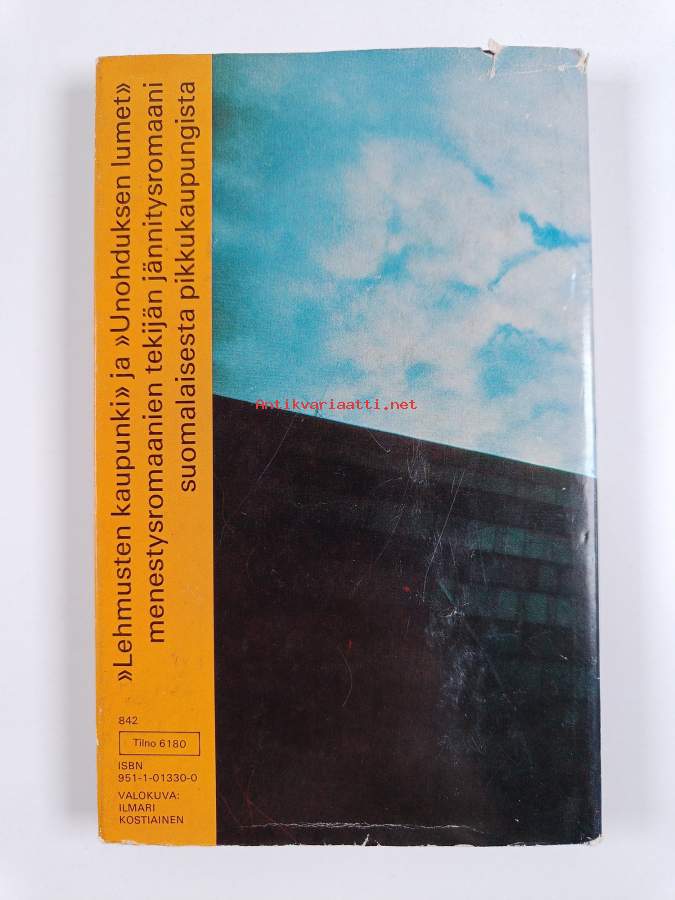 »Lehmusten kaupunki» ja »Unohduksen lumet»
menestysromaanien tekijän jännitysromaani
suomalaisesta pikkukaupungista
Antikvariaatti.net
842
Tilno 6180
ISBN
951-1-01330-0
VALOKUVA:
ILMARI
KOSTIAINEN